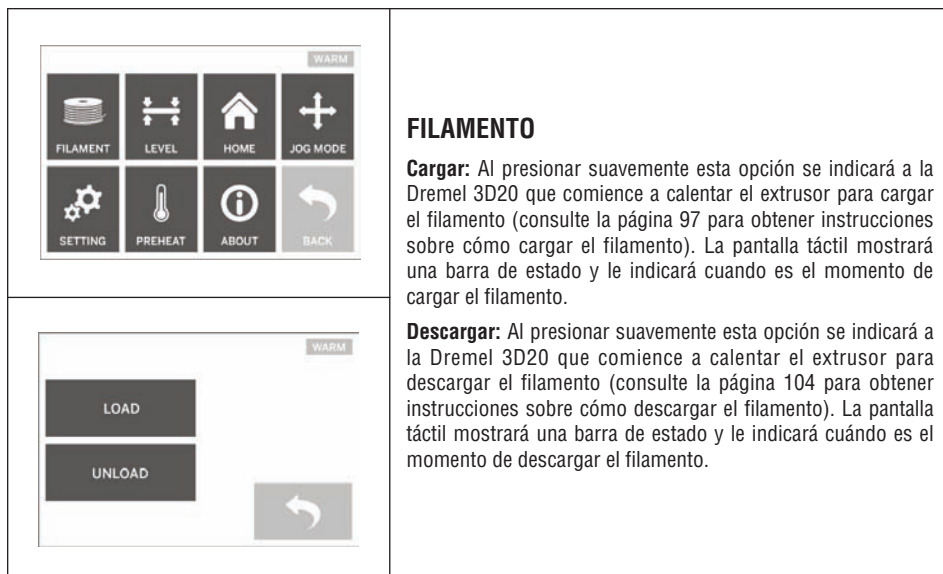 WARM
FILAMENT LEVEL HOME JOG MODE
SETTING PREHEAT ABOUT BACK
WARM
LOAD
UNLOAD
FILAMENTO
Cargar: Al presionar suavemente esta opción se indicará a la
Dremel 3D20 que comience a calentar el extrusor para cargar
el filamento (consulte la página 97 para obtener instrucciones
sobre cómo cargar el filamento). La pantalla táctil mostrará
una barra de estado y le indicará cuando es el momento de
cargar el filamento.
Descargar: Al presionar suavemente esta opción se indicará a
la Dremel 3D20 que comience a calentar el extrusor para
descargar el filamento (consulte la página 104 para obtener
instrucciones sobre cómo descargar el filamento). La pantalla
táctil mostrará una barra de estado y le indicará cuándo es el
momento de descargar el filamento.